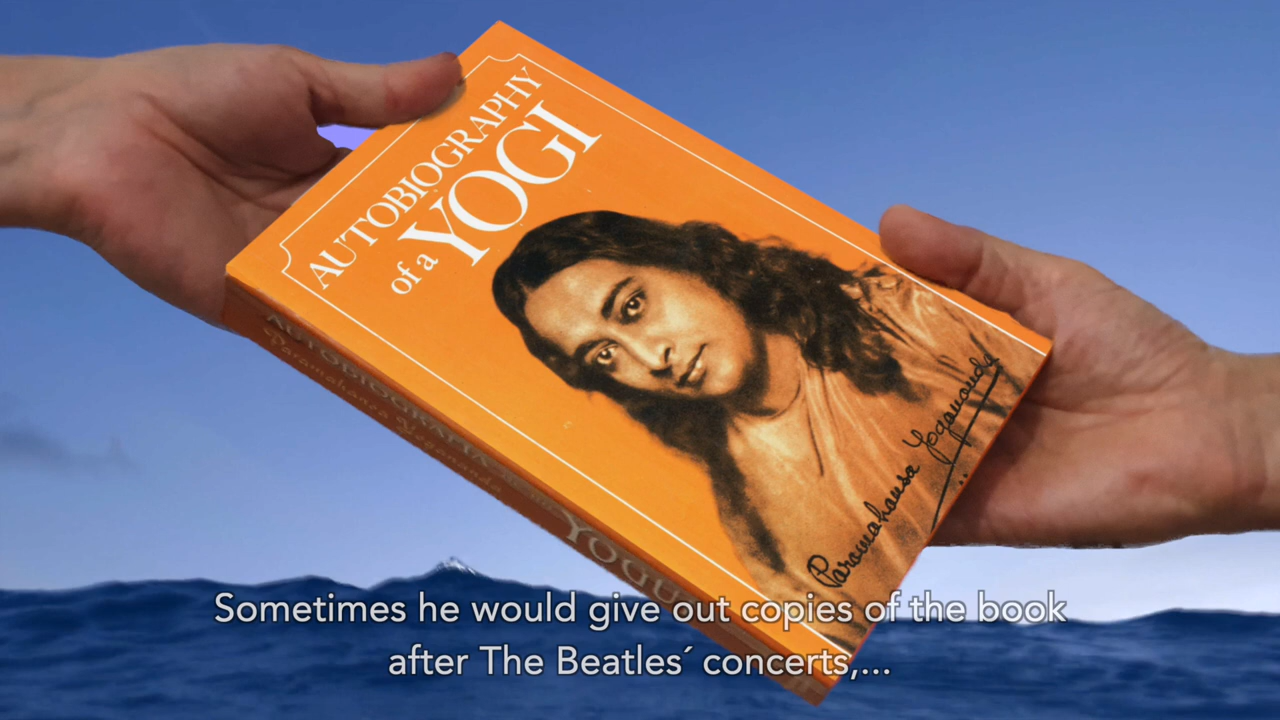 AUTOBIOGRAPHY
of a YOGI
Paramahansa Yogananda
AUTOBIOGRAPHY
YOGI
Paramahansa Yogananda
Sometimes he would give out copies of the book
after The Beatles´ concerts,...